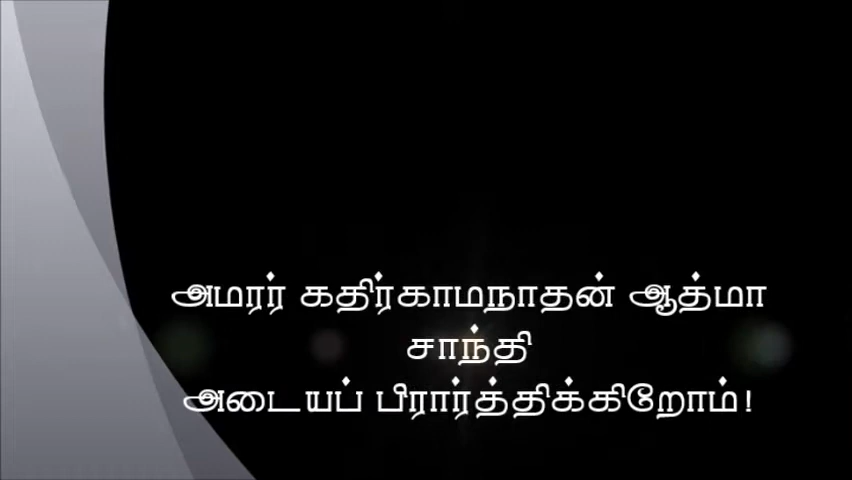 அமரர் கதிர்காமநாதன் ஆத்மா
சாந்தி
அடையப் பிரார்த்திக்கிறோம்!